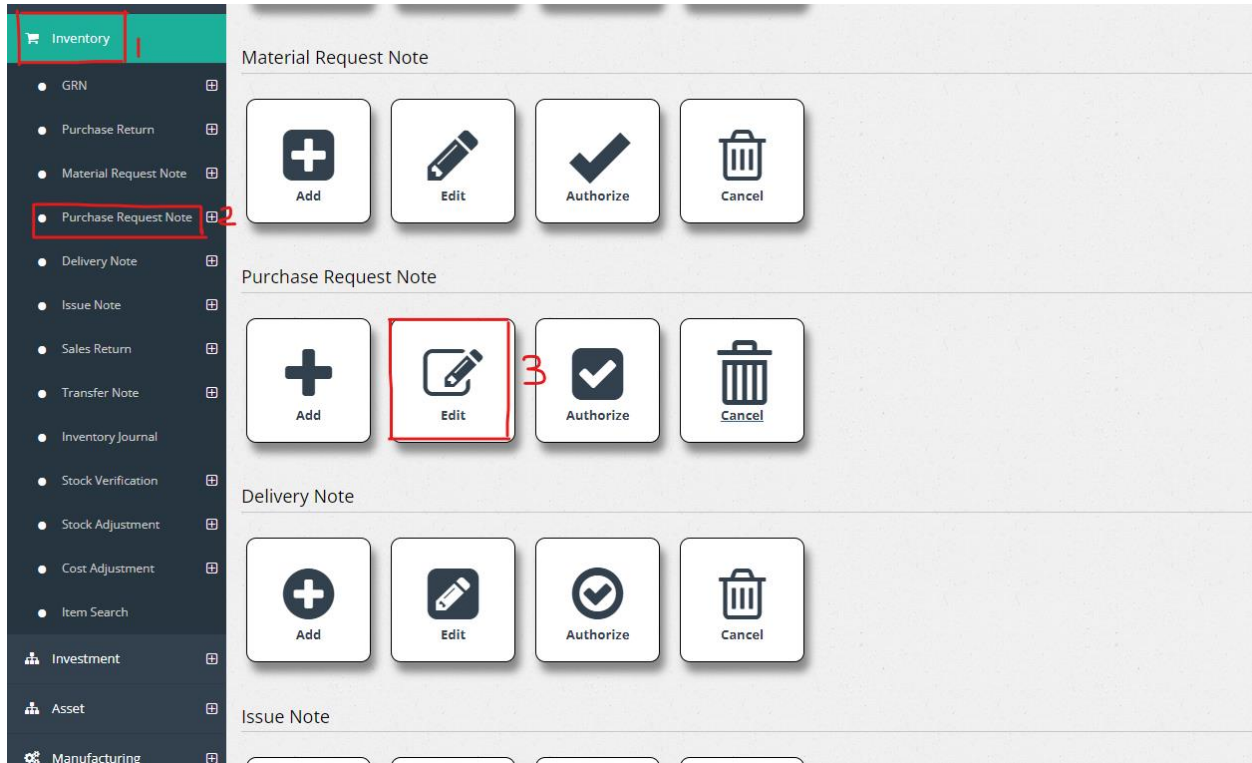 Inventory
1
GRN
Purchase Return
Material Request Note
Purchase Request Note
2
Delivery Note
Issue Note
Sales Return
Transfer Note
Inventory Journal
Stock Verification
Stock Adjustment
Cost Adjustment
Item Search
Investment
Asset
Manufacturing
Material Request Note
Add Edit Authorize Cancel
Purchase Request Note
3
Add Edit Authorize Cancel
Delivery Note
Add Edit Authorize Cancel
Issue Note